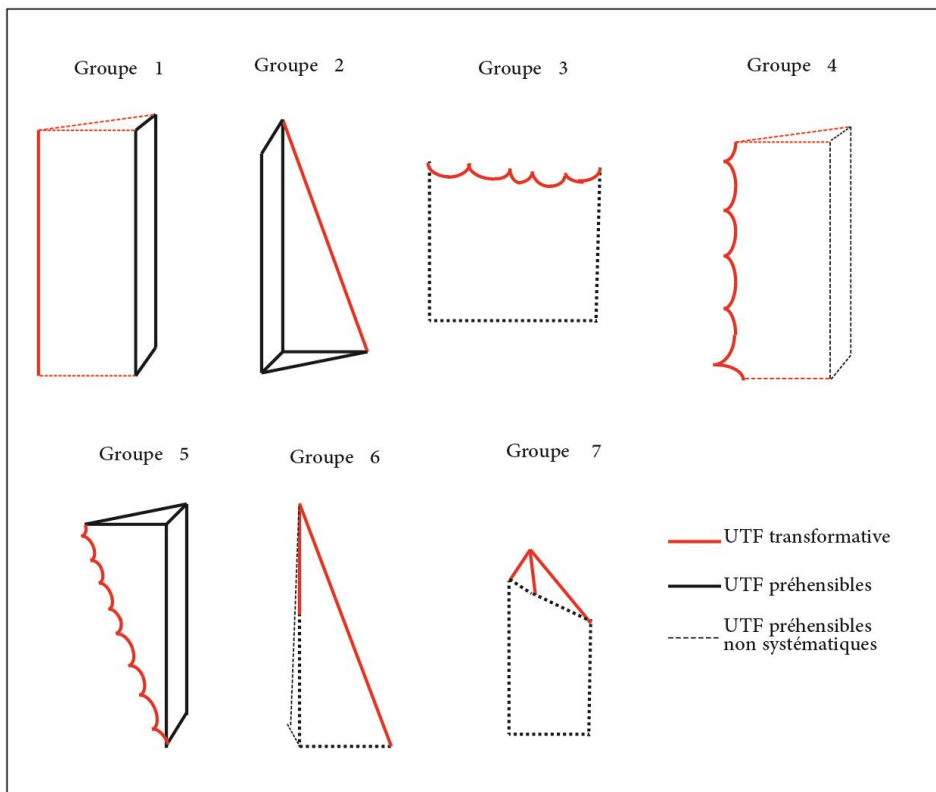 Groupe 1
Groupe 2
Groupe 3
Groupe 4
Groupe 5
Groupe 6
Groupe 7
UTF transformative
UTF préhensibles
UTF préhensibles
non systématiques